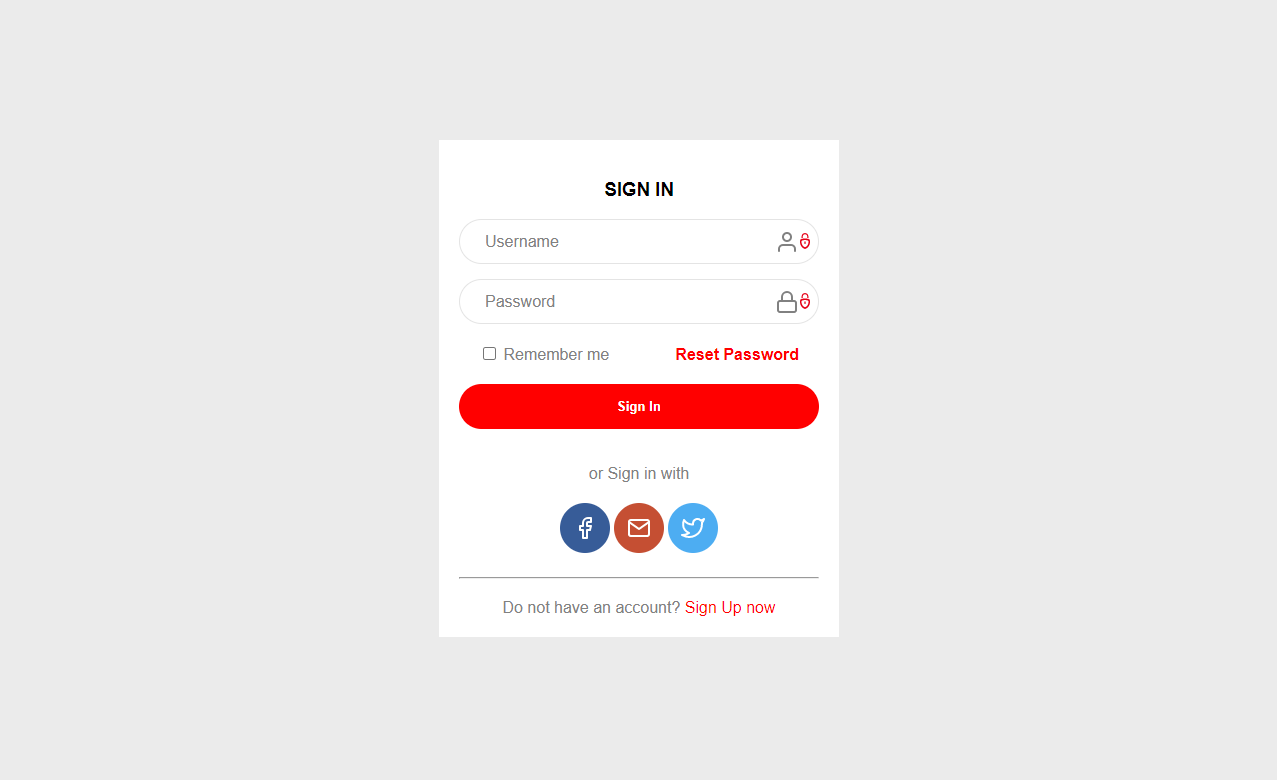 SIGN IN
Username
Password
Remember me Reset Password
Sign In
or Sign in with
Do not have an account? Sign Up now